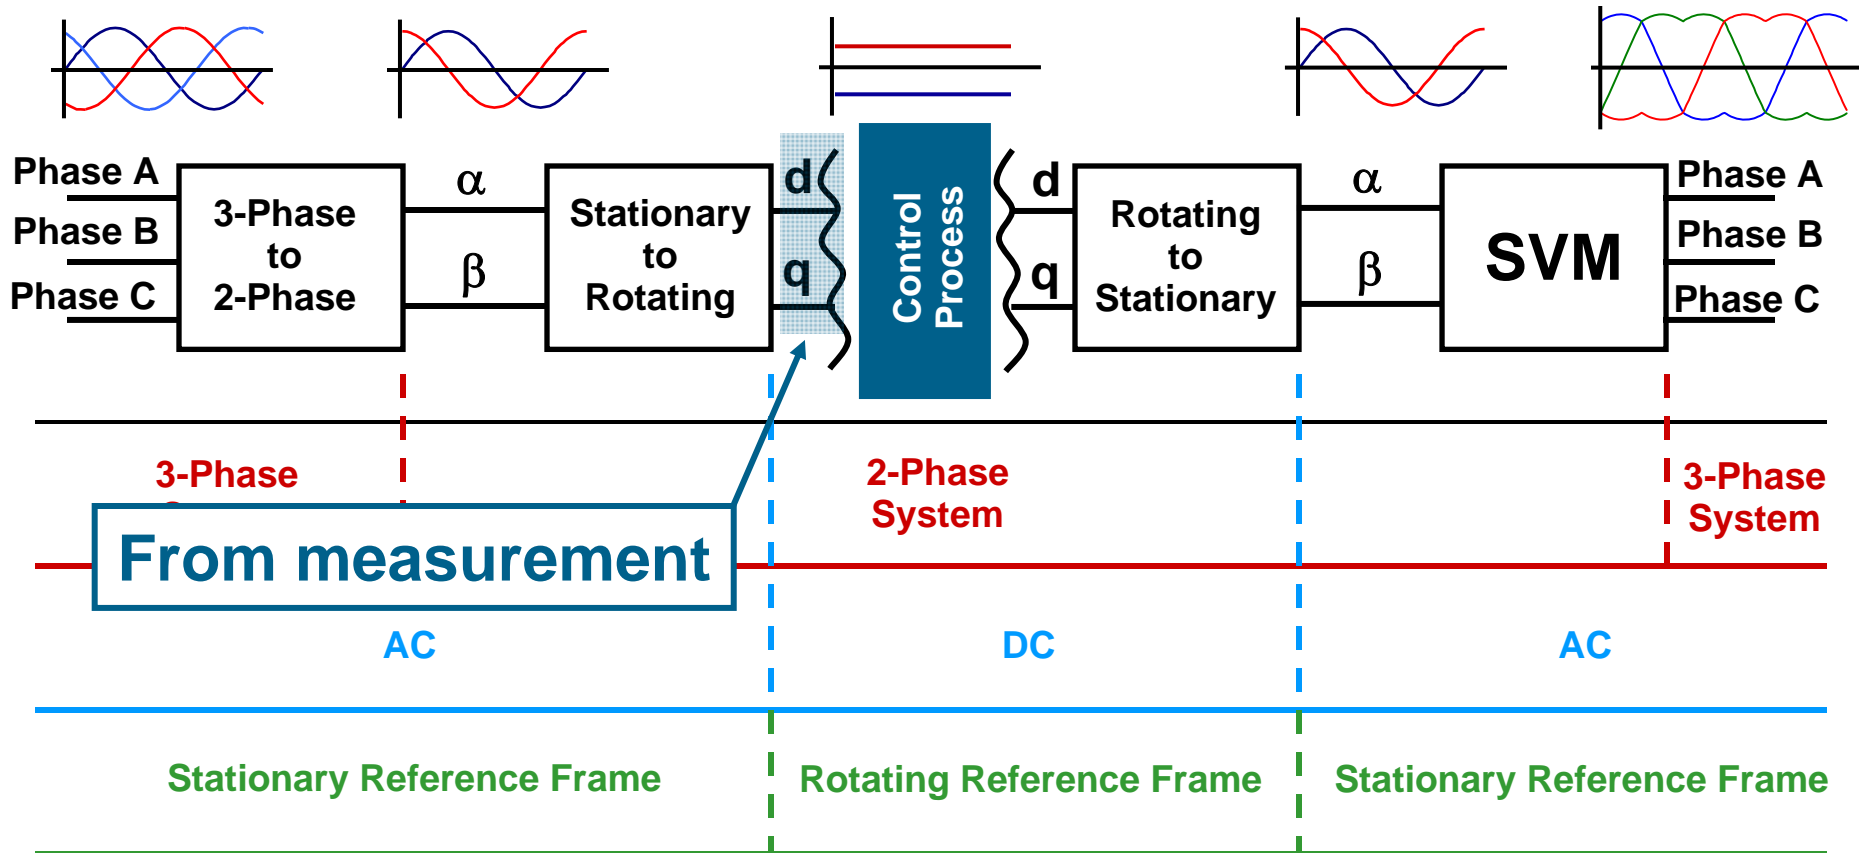 Phase A
Phase B
Phase C
3-Phase
to
2-Phase
α
β
Stationary
to
Rotating
d
q
Control
Process
d
q
Rotating
to
Stationary
α
β
SVM
Phase A
Phase B
Phase C
3-Phase
2-Phase
System
3-Phase
System
From measurement
AC
DC
AC
Stationary Reference Frame
Rotating Reference Frame
Stationary Reference Frame